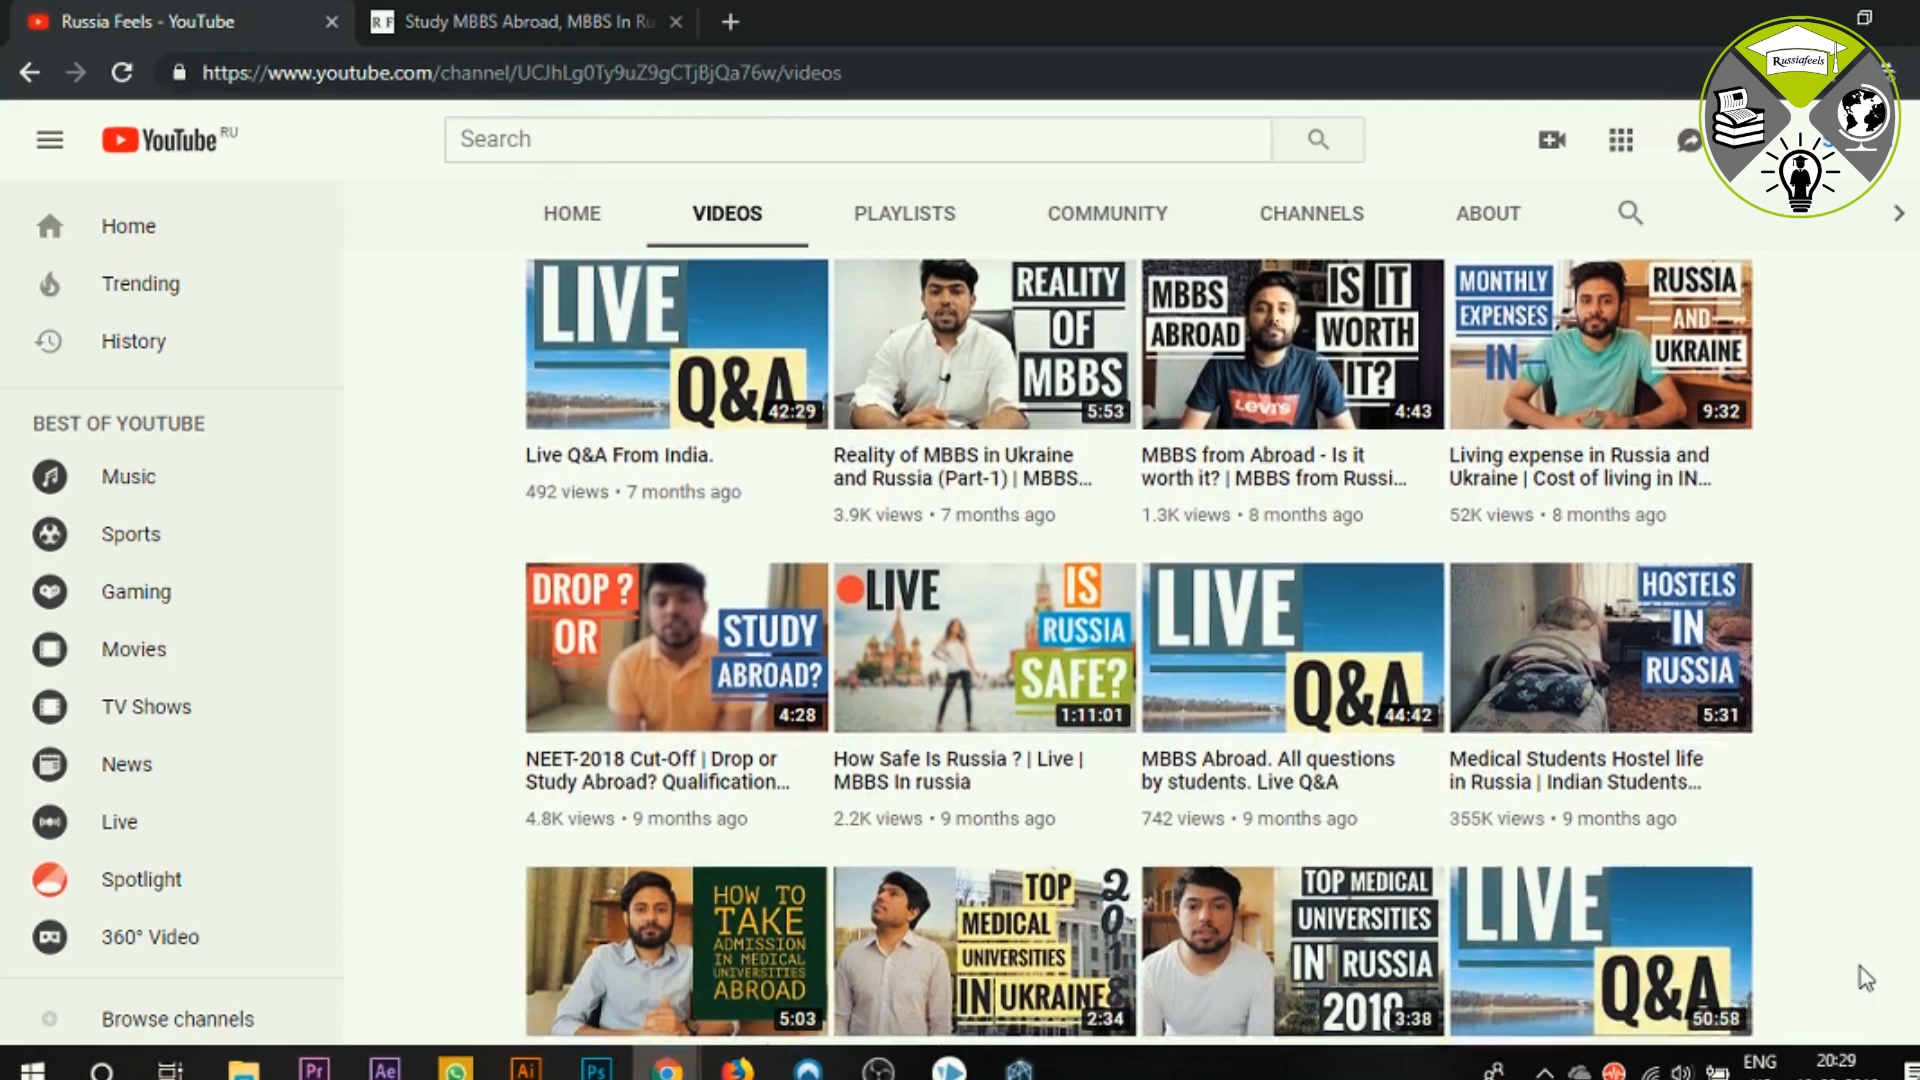 Russia Feels - YouTube
R F Study MBBS Abroad, MBBS In Ru
https://www.youtube.com/channel/UCJhLg0Ty9uZ9gCTjBjQa76w/videos
Russiafeels
YouTube RU
Search
Home
Trending
History
BEST OF YOUTUBE
Music
Sports
Gaming
Movies
TV Shows
News
Live
Spotlight
360° Video
Browse channels
HOME VIDEOS PLAYLISTS COMMUNITY CHANNELS ABOUT
LIVE
Q&A
42:29
Live Q&A From India.
492 views • 7 months ago
REALITY
OF
MBBS
5:53
Reality of MBBS in Ukraine
and Russia (Part-1) | MBBS...
3.9K views • 7 months ago
MBBS
ABROAD
IS IT
WORTH
IT?
Levi's
4:43
MBBS from Abroad - Is it
worth it? | MBBS from Russi...
1.3K views • 8 months ago
MONTHLY
EXPENSES
IN
RUSSIA
AND
UKRAINE
9:32
Living expense in Russia and
Ukraine | Cost of living in IN...
52K views • 8 months ago
DROP ?
OR
STUDY
ABROAD?
4:28
NEET-2018 Cut-Off | Drop or
Study Abroad? Qualification...
4.8K views • 9 months ago
LIVE
IS
RUSSIA
SAFE?
1:11:01
How Safe Is Russia ? | Live |
MBBS In russia
2.2K views • 9 months ago
LIVE
Q&A
44:42
MBBS Abroad. All questions
by students. Live Q&A
742 views • 9 months ago
HOSTELS
IN
RUSSIA
5:31
Medical Students Hostel life
in Russia | Indian Students...
355K views • 9 months ago
HOW TO
TAKE
ADMISSION
IN MEDICAL
UNIVERSITIES
ABROAD
5:03
TOP
MEDICAL
UNIVERSITIES
IN UKRAINE
2018
2:34
TOP MEDICAL
UNIVERSITIES
IN RUSSIA
2018
3:38
LIVE
Q&A
50:58
Pr Ae Ai Ps
ENG
20:29